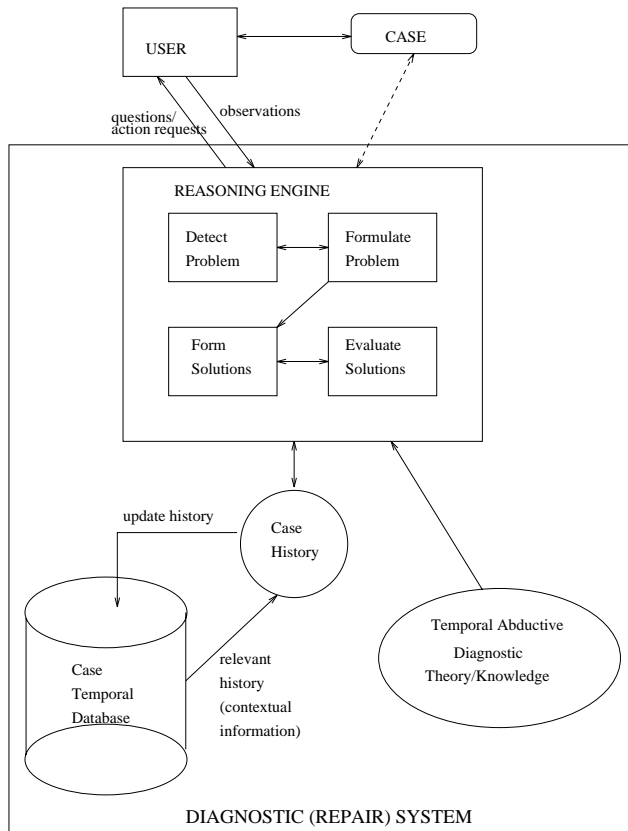 USER
CASE
questions/
action requests
observations
REASONING ENGINE
Detect
Problem
Formulate
Problem
Form
Solutions
Evaluate
Solutions
update history
Case
History
Case
Temporal
Database
relevant
history
(contextual
information)
Temporal Abductive
Diagnostic
Theory/Knowledge
DIAGNOSTIC (REPAIR) SYSTEM